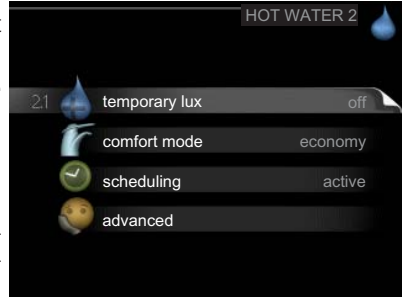 HOT WATER 2
2.1 temporary lux off
comfort mode economy
scheduling active
advanced